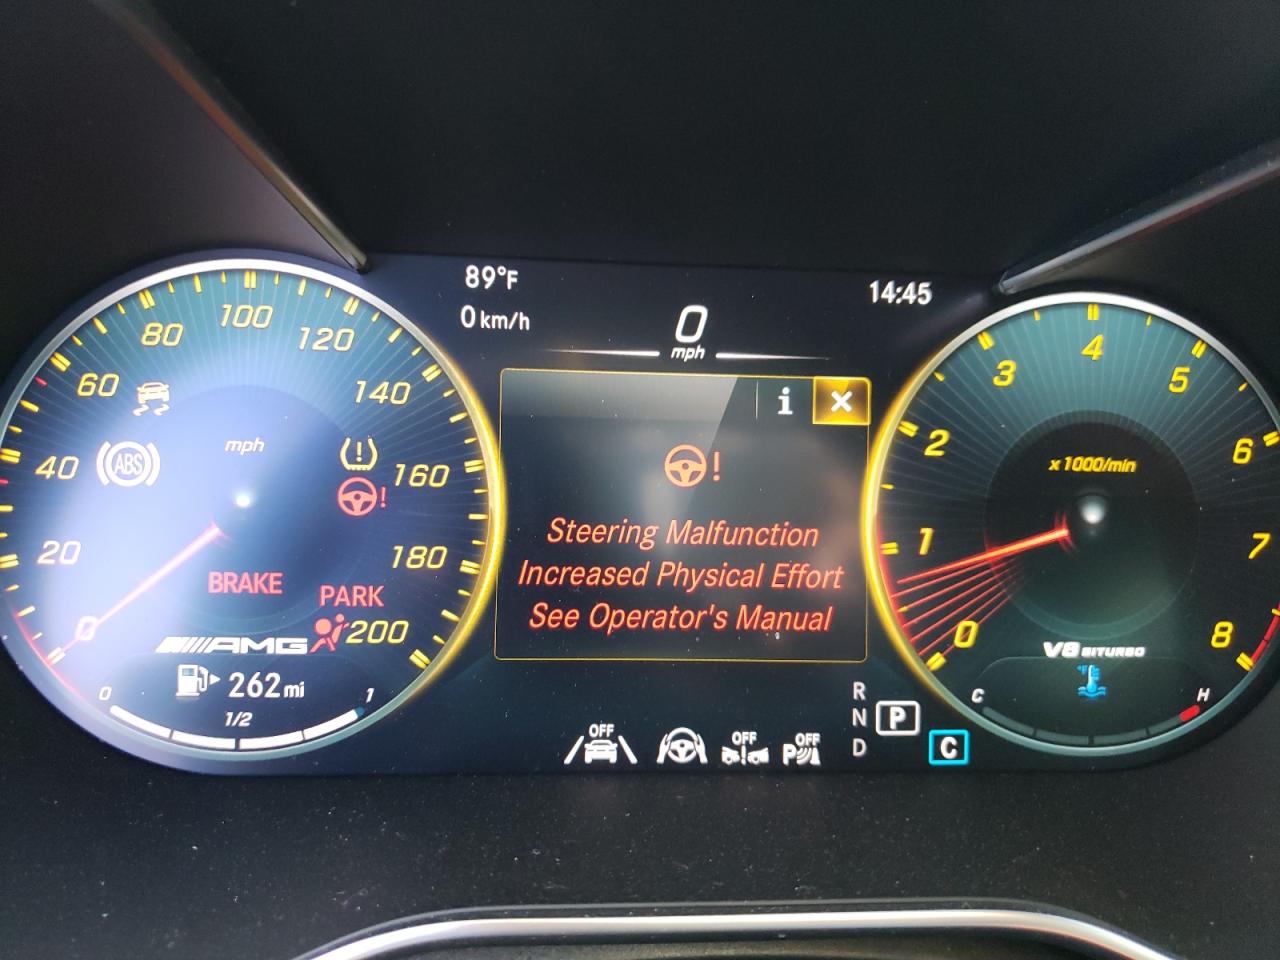 89°F
14:45
0 km/h
0
mph
i
Steering Malfunction
Increased Physical Effort
See Operator's Manual
0
20
40
60
80
100
120
140
160
180
200
mph
ABS
BRAKE
PARK
AMG
262 mi
0
1/2
1
OFF
OFF
P OFF
R
N
D
P
C
0
1
2
3
4
5
6
7
8
x 1000/min
V8 BITURBO
°F
C
H